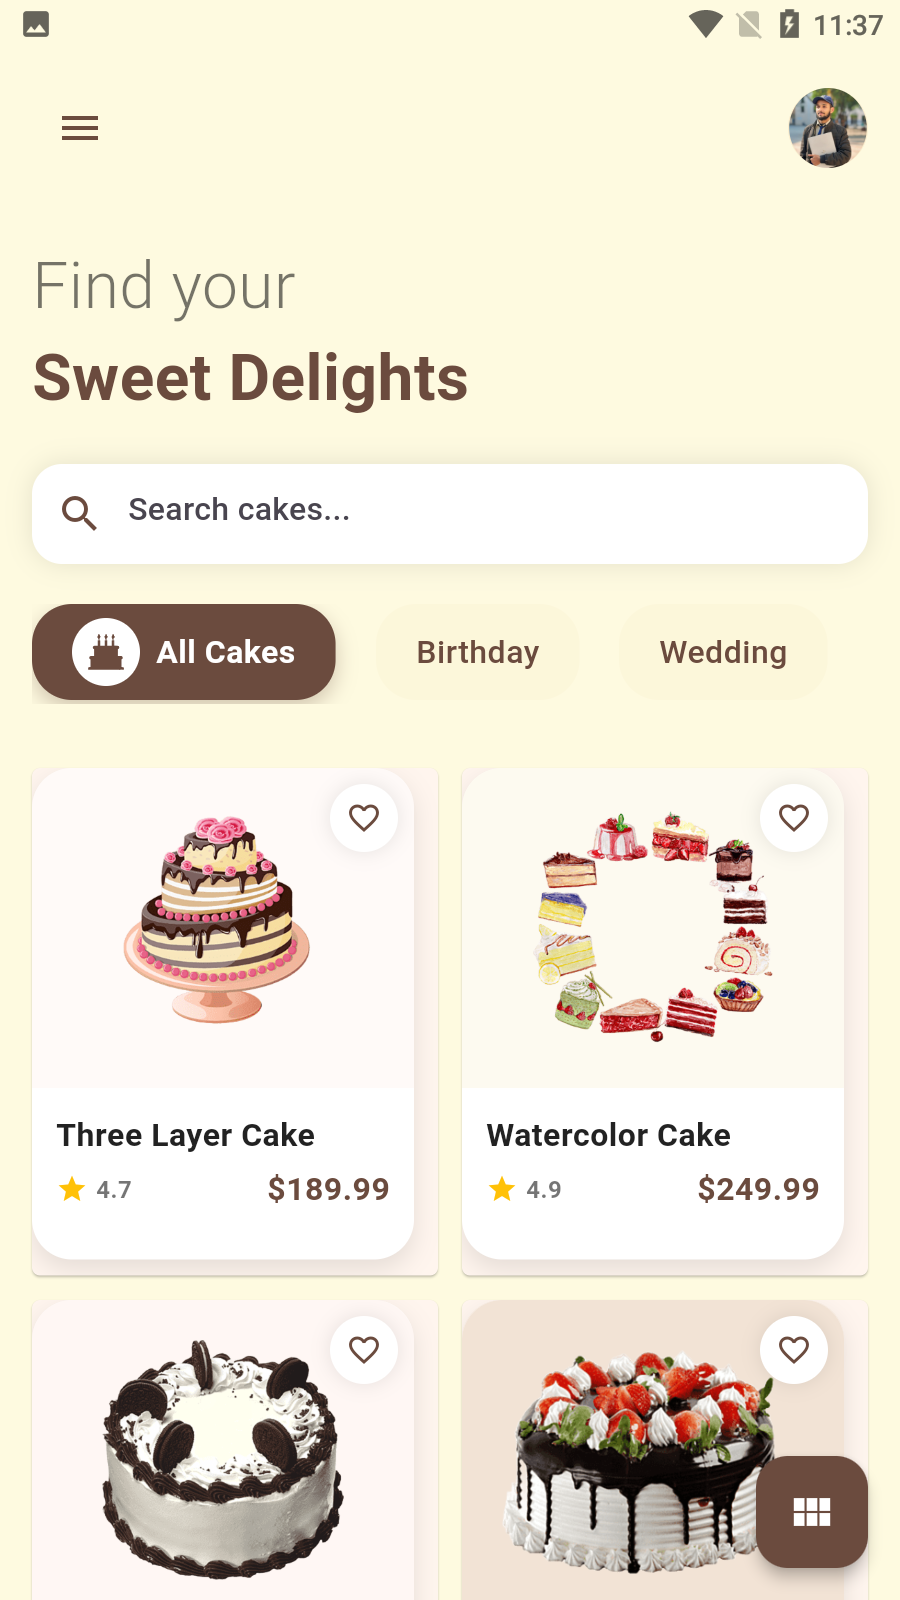 11:37
Find your
Sweet Delights
Search cakes...
All Cakes
Birthday
Wedding
Three Layer Cake
4.7
$189.99
Watercolor Cake
4.9
$249.99